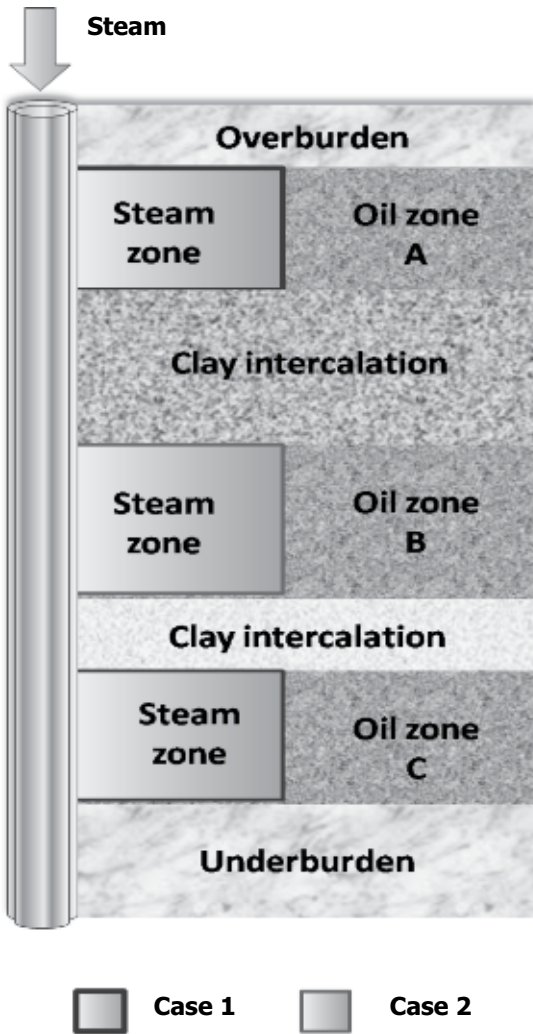 Steam
Overburden
Steam
zone
Oil zone
A
Clay intercalation
Steam
zone
Oil zone
B
Clay intercalation
Steam
zone
Oil zone
C
Underburden
Case 1
Case 2